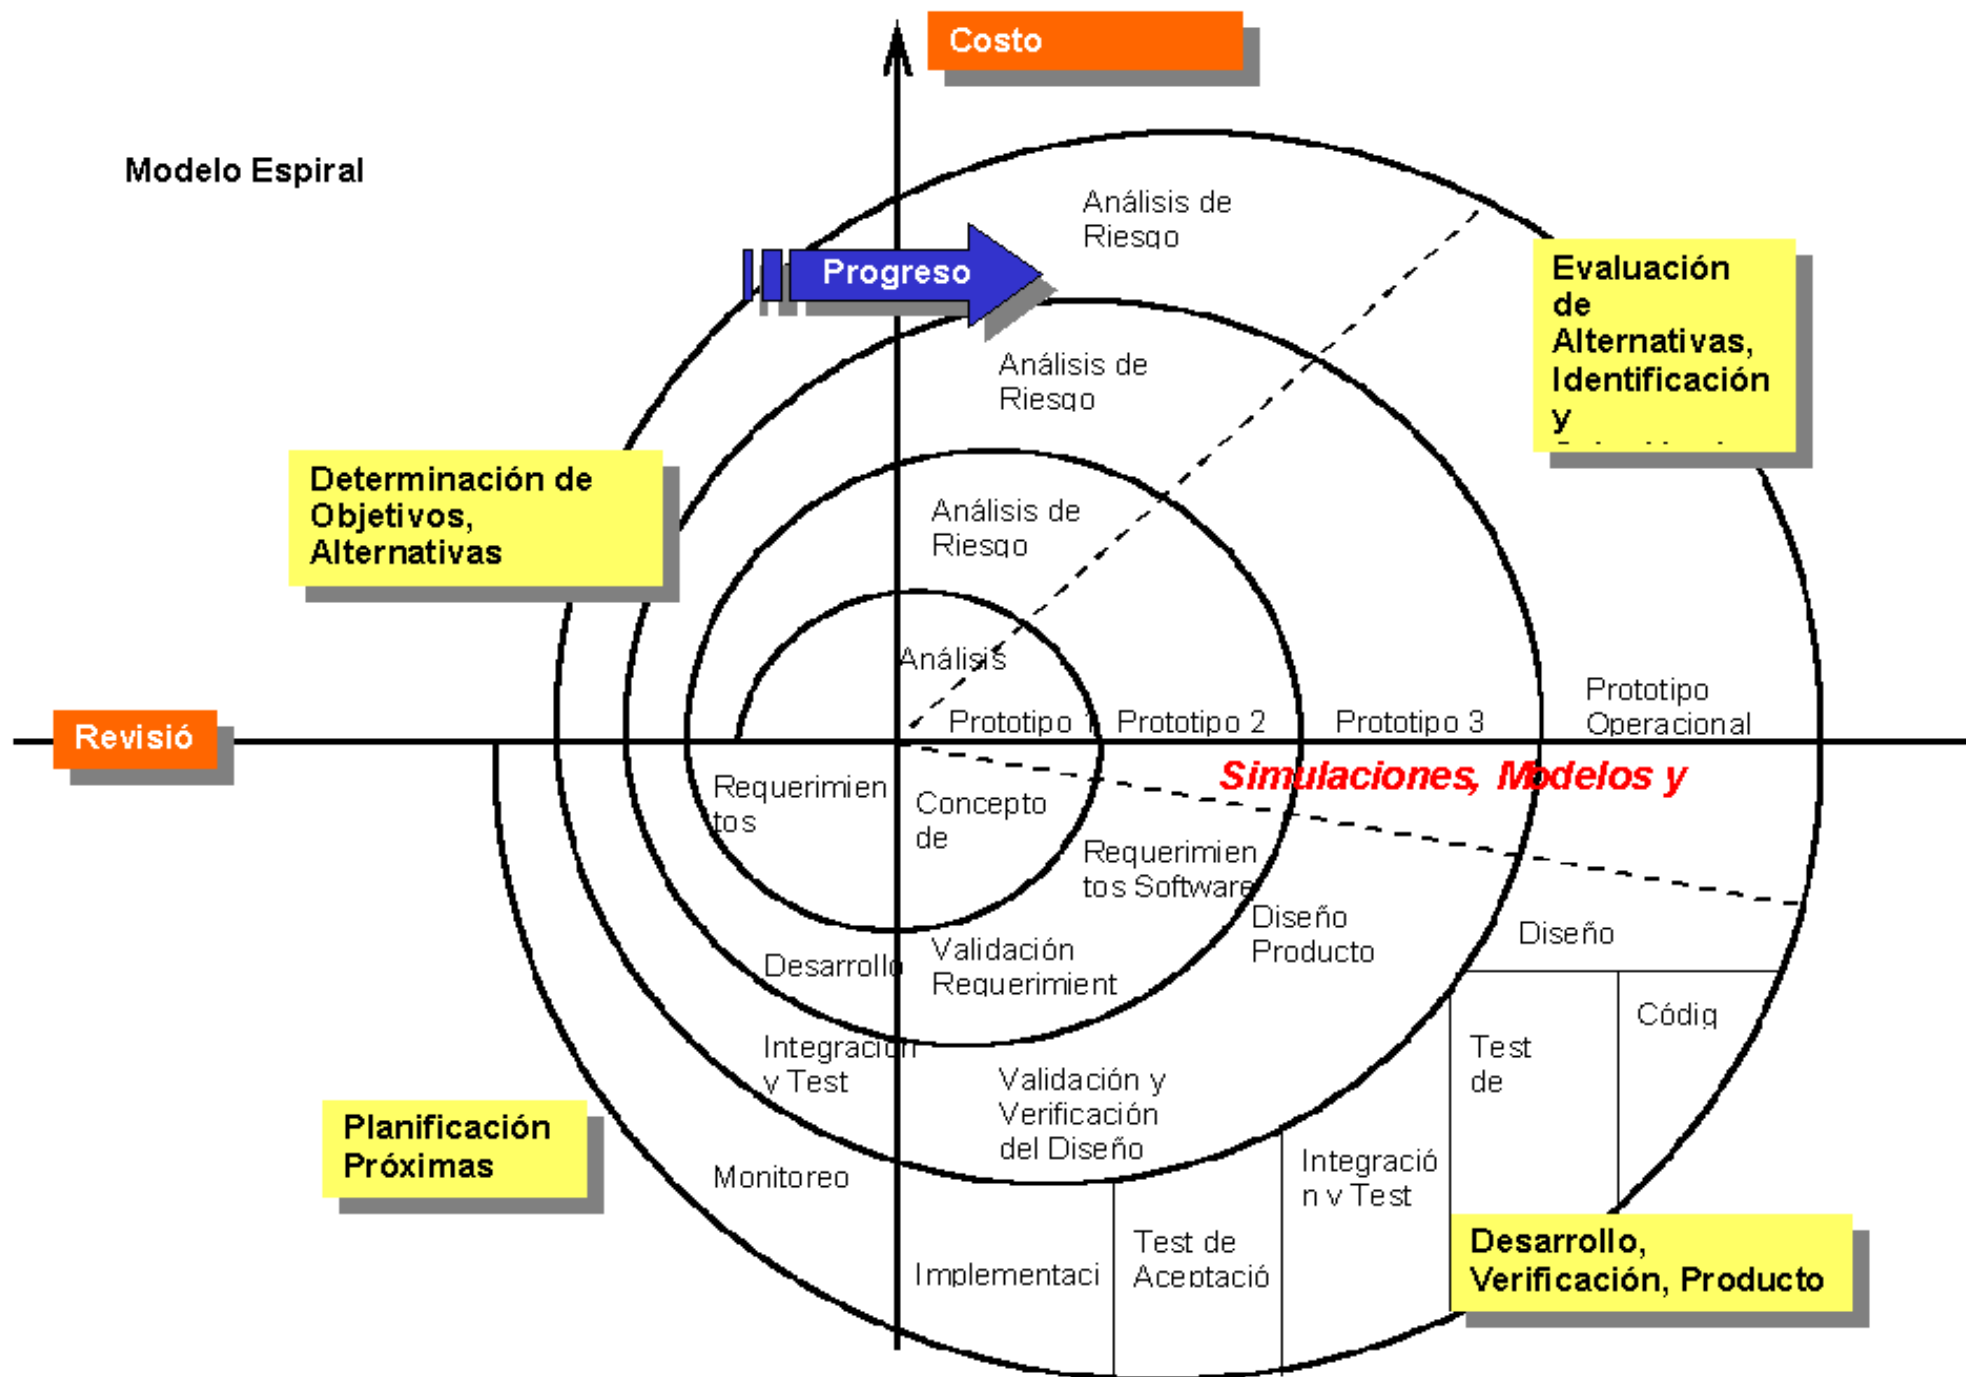 Costo
Modelo Espiral
Análisis de
Riesgo
Progreso
Evaluación
de
Alternativas,
Identificación
y
Análisis de
Riesgo
Determinación de
Objetivos,
Alternativas
Análisis de
Riesgo
Análisis
Prototipo 1
Prototipo 2
Prototipo 3
Prototipo
Operacional
Revisió
Simulaciones, Modelos y
Requerimien
tos
Concepto
de
Requerimien
tos Software
Diseño
Producto
Diseño
Desarrollo
Validación
Requerimient
Códig
Test
de
Integración
y Test
Validación y
Verificación
del Diseño
Planificación
Próximas
Monitoreo
Integració
n y Test
Test de
Aceptació
Implementaci
Desarrollo,
Verificación, Producto